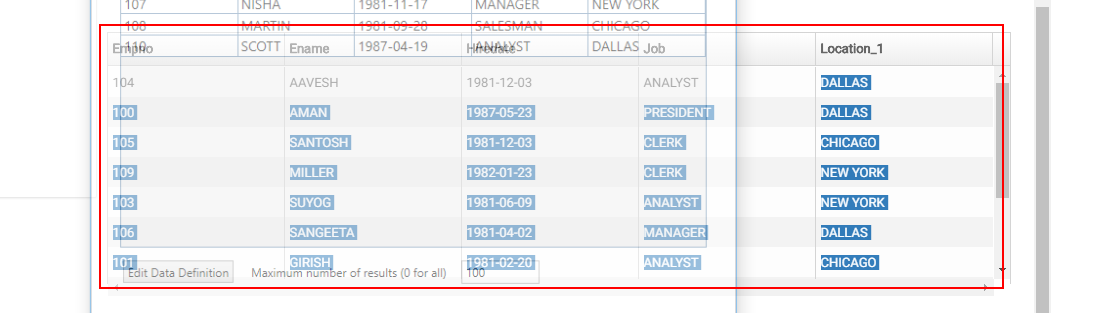 107 NISHA 1981-11-17 MANAGER NEW YORK
108 MARTIN 1981-09-28 SALESMAN CHICAGO
110 SCOTT 1987-04-19 ANALYST DALLAS
Empno Ename Hiredate Job Location_1
104 AAVESH 1981-12-03 ANALYST DALLAS
100 AMAN 1987-05-23 PRESIDENT DALLAS
105 SANTOSH 1981-12-03 CLERK CHICAGO
109 MILLER 1982-01-23 CLERK NEW YORK
103 SUYOG 1981-06-09 ANALYST NEW YORK
106 SANGEETA 1981-04-02 MANAGER DALLAS
101 GIRISH 1981-02-20 ANALYST CHICAGO
Edit Data Definition Maximum number of results (0 for all) 100